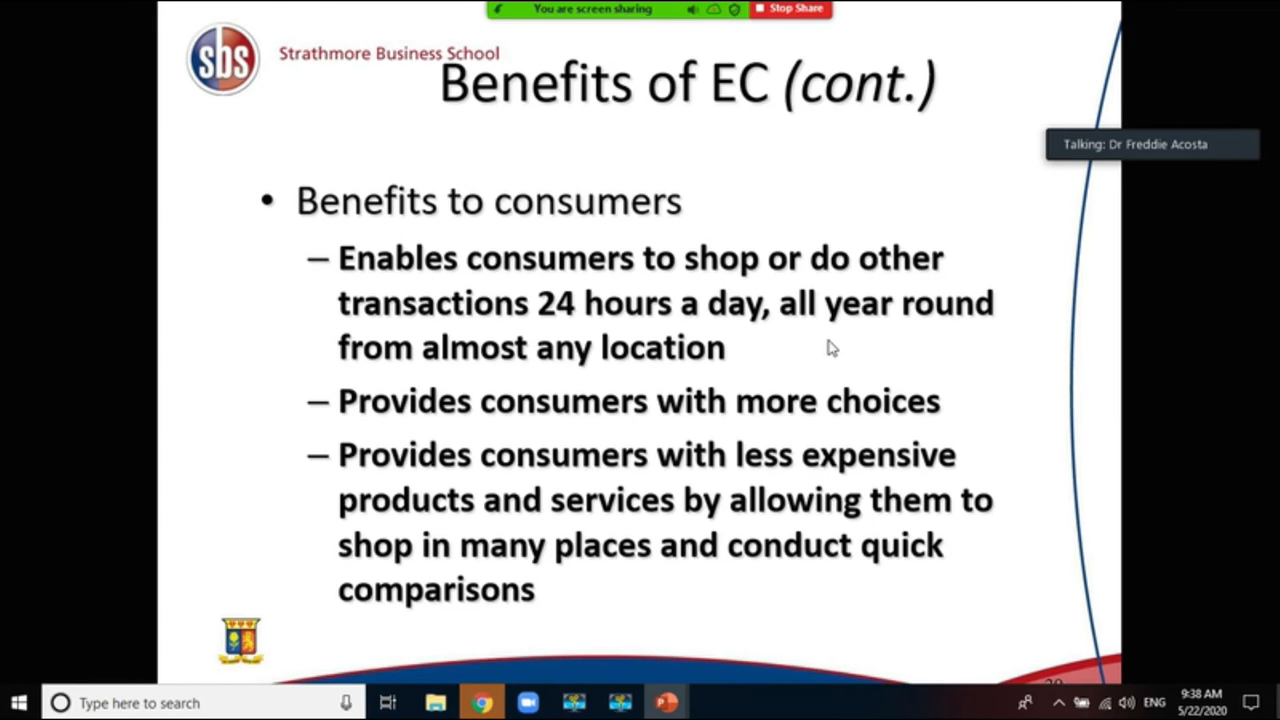 You are screen sharing
Stop Share
sbs
Strathmore Business School
Benefits of EC (cont.)
Talking: Dr Freddie Acosta
• Benefits to consumers
– Enables consumers to shop or do other
transactions 24 hours a day, all year round
from almost any location
– Provides consumers with more choices
– Provides consumers with less expensive
products and services by allowing them to
shop in many places and conduct quick
comparisons
Type here to search
ENG
9:38 AM
5/22/2020